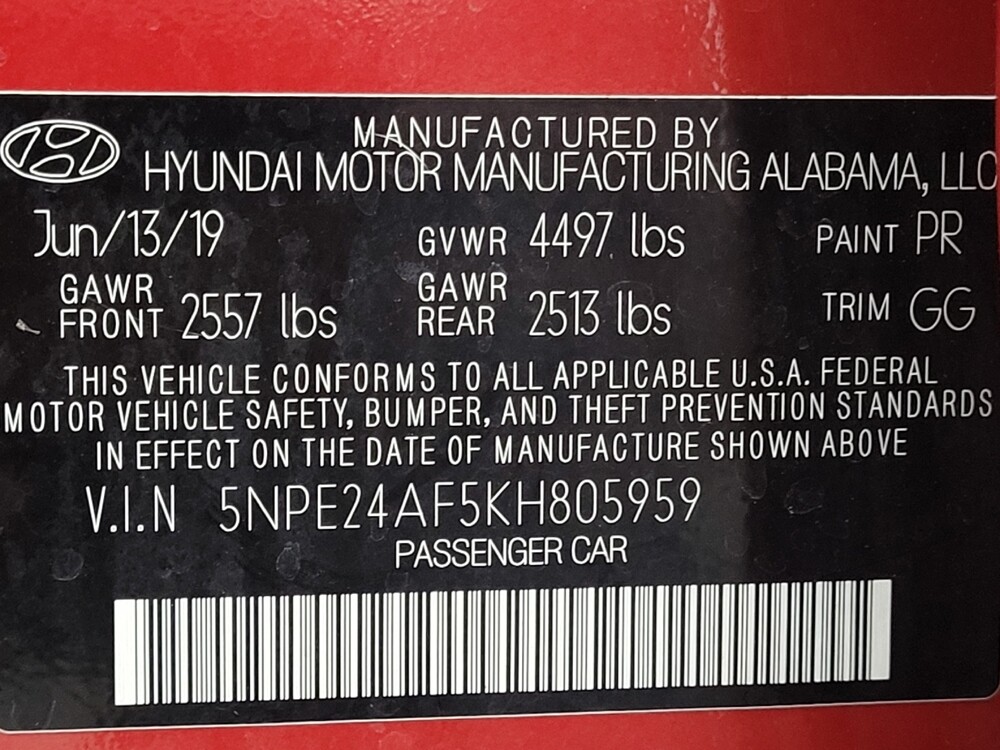 MANUFACTURED BY
HYUNDAI MOTOR MANUFACTURING ALABAMA, LLC
Jun/13/19 GVWR 4497 lbs PAINT PR
GAWR FRONT 2557 lbs GAWR REAR 2513 lbs TRIM GG
THIS VEHICLE CONFORMS TO ALL APPLICABLE U.S.A. FEDERAL
MOTOR VEHICLE SAFETY, BUMPER, AND THEFT PREVENTION STANDARDS
IN EFFECT ON THE DATE OF MANUFACTURE SHOWN ABOVE
V.I.N 5NPE24AF5KH805959
PASSENGER CAR